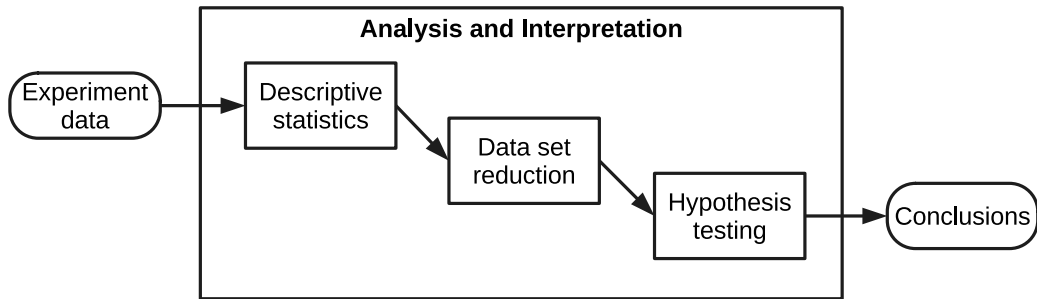 Analysis and Interpretation
Experiment
data
Descriptive
statistics
Data set
reduction
Hypothesis
testing
Conclusions